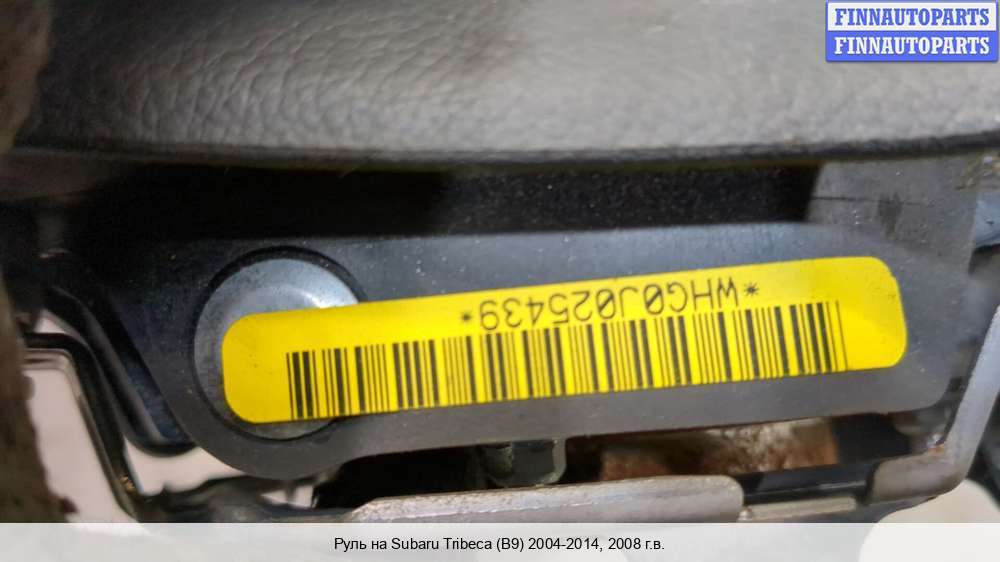 FINNAUTOPARTS
FINNAUTOPARTS
*WHG0J025439*
Руль на Subaru Tribeca (B9) 2004-2014, 2008 г.в.